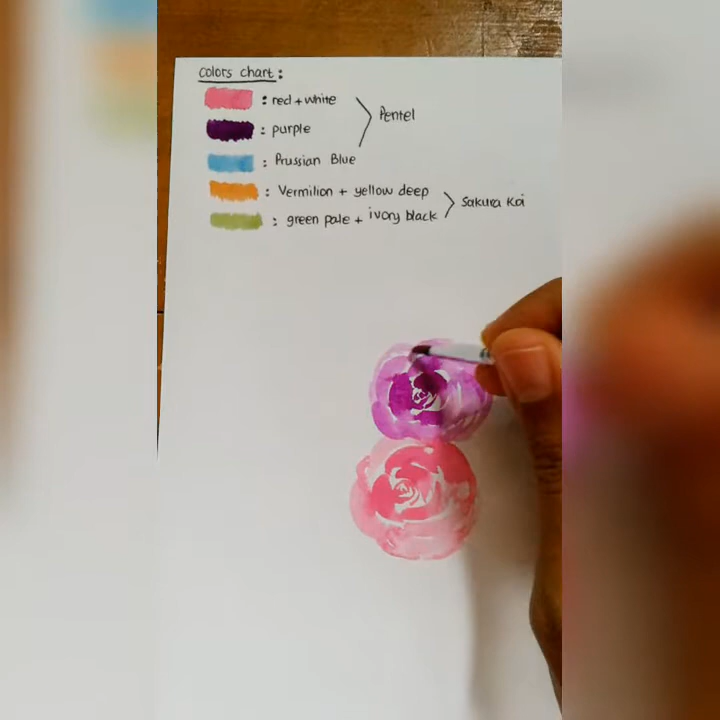 colors chart :
: red + white
: purple
Pentel
: Prussian Blue
: Vermilion + yellow deep
: green pale + ivory black
Sakura Koi